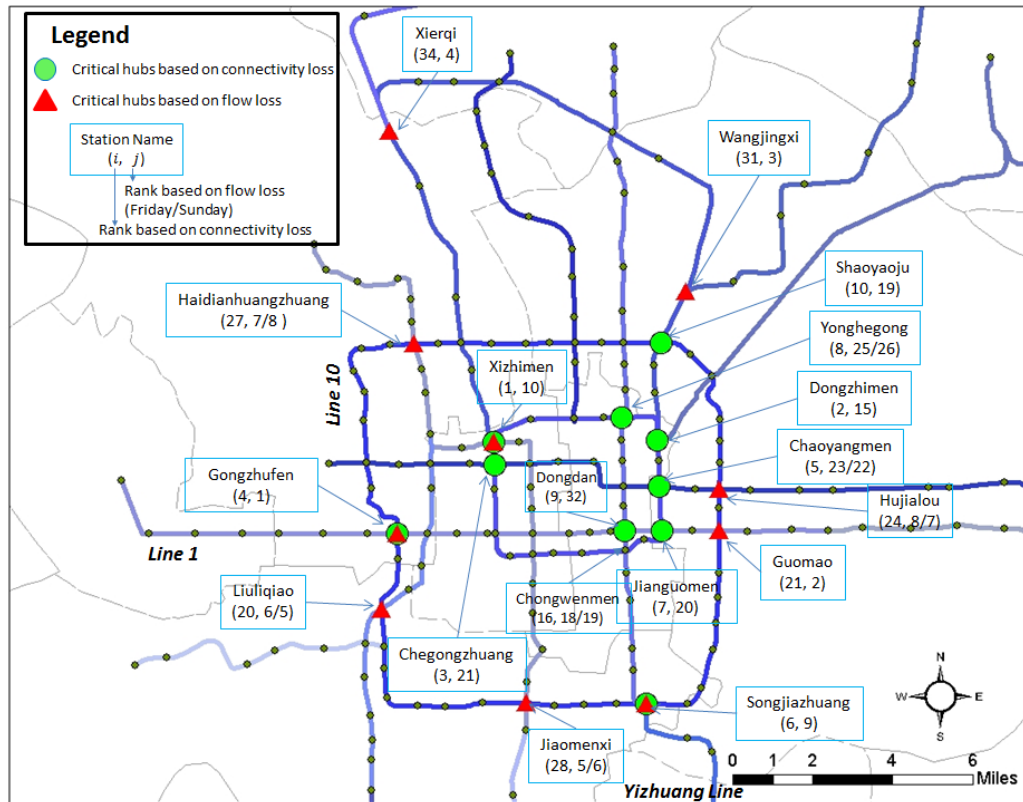 Legend
Critical hubs based on connectivity loss
Critical hubs based on flow loss
Station Name
(i, j)
Rank based on flow loss
(Friday/Sunday)
Rank based on connectivity loss
Xierqi
(34, 4)
Wangjingxi
(31, 3)
Shaoyaoju
(10, 19)
Haidianhuangzhuang
(27, 7/8 )
Yonghegong
(8, 25/26)
Xizhimen
(1, 10)
Dongzhimen
(2, 15)
Line 10
Chaoyangmen
(5, 23/22)
Gongzhufen
(4, 1)
Dongdan
(9, 32)
Hujialou
(24, 8/7)
Line 1
Guomao
(21, 2)
Liuliqiao
(20, 6/5)
Chongwenmen
(16, 18/19)
Jianguomen
(7, 20)
Chegongzhuang
(3, 21)
Songjiazhuang
(6, 9)
Jiaomenxi
(28, 5/6)
N
W
E
S
0 1 2 4 6
Miles
Yizhuang Line